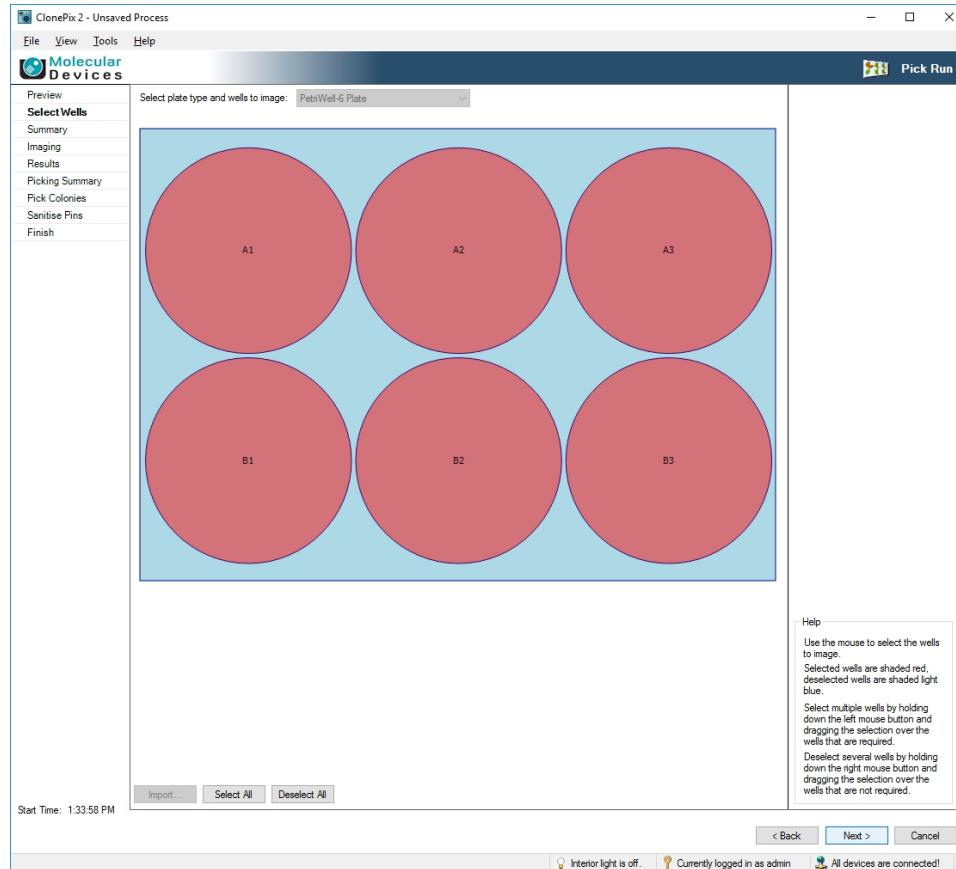 ClonePix 2 - Unsaved Process
File View Tools Help
Molecular
Devices
Pick Run
Preview
Select Wells
Summary
Imaging
Results
Picking Summary
Pick Colonies
Sanitise Pins
Finish
Select plate type and wells to image: PetriWell-6 Plate
A1 A2 A3
B1 B2 B3
Help
Use the mouse to select the wells
to image.
Selected wells are shaded red,
deselected wells are shaded light
blue.
Select multiple wells by holding
down the left mouse button and
dragging the selection over the
wells that are required.
Deselect several wells by holding
down the right mouse button and
dragging the selection over the
wells that are not required.
Import... Select All Deselect All
Start Time: 1:33:58 PM
< Back Next > Cancel
Interior light is off. Currently logged in as admin All devices are connected!